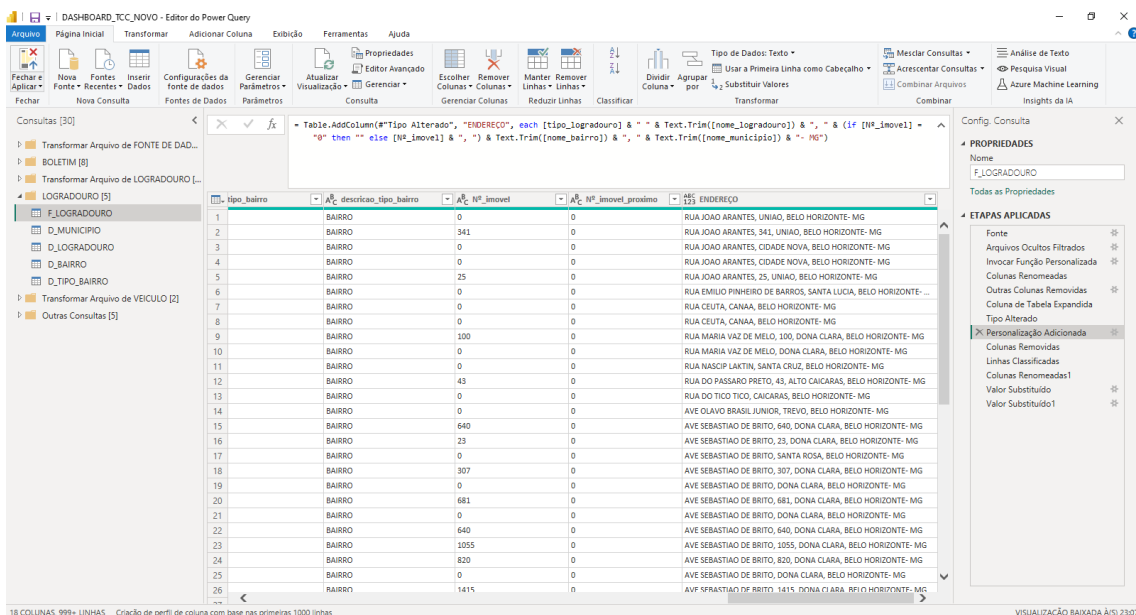 DASHBOARD_TCC_NOVO - Editor do Power Query
Arquivo Página Inicial Transformar Adicionar Coluna Exibição Ferramentas Ajuda
Fechar e Aplicar
Nova Fonte
Fontes Recentes
Inserir Dados
Configurações da fonte de dados
Gerenciar Parâmetros
Atualizar Visualização
Propriedades
Editor Avançado
Gerenciar
Escolher Colunas
Remover Colunas
Manter Linhas
Remover Linhas
Dividir Coluna
Agrupar por
Tipo de Dados: Texto
Usar a Primeira Linha como Cabeçalho
Substituir Valores
Mesclar Consultas
Acrescentar Consultas
Combinar Arquivos
Análise de Texto
Pesquisa Visual
Azure Machine Learning
Fechar Nova Consulta Fontes de Dados Parâmetros Consulta Gerenciar Colunas Reduzir Linhas Classificar Transformar Combinar Insights da IA
Consultas [30]
Transformar Arquivo de FONTE DE DAD...
BOLETIM [8]
Transformar Arquivo de LOGRADOURO [...
LOGRADOURO [5]
F_LOGRADOURO
D_MUNICIPIO
D_LOGRADOURO
D_BAIRRO
D_TIPO_BAIRRO
Transformar Arquivo de VEICULO [2]
Outras Consultas [5]
= Table.AddColumn(#"Tipo Alterado", "ENDEREÇO", each [tipo_logradouro] & " " & Text.Trim([nome_logradouro]) & ", " & (if [Nº_imovel] =
"0" then "" else [Nº_imovel] & ", ") & Text.Trim([nome_bairro]) & ", " & Text.Trim([nome_municipio]) & "- MG")
tipo_bairro descricao_tipo_bairro Nº_imovel Nº_imovel_proximo ENDEREÇO
1 BAIRRO 0 0 RUA JOAO ARANTES, UNIAO, BELO HORIZONTE- MG
2 BAIRRO 341 0 RUA JOAO ARANTES, 341, UNIAO, BELO HORIZONTE- MG
3 BAIRRO 0 0 RUA JOAO ARANTES, CIDADE NOVA, BELO HORIZONTE- MG
4 BAIRRO 0 0 RUA JOAO ARANTES, CIDADE NOVA, BELO HORIZONTE- MG
5 BAIRRO 25 0 RUA JOAO ARANTES, 25, UNIAO, BELO HORIZONTE- MG
6 BAIRRO 0 0 RUA EMILIO PINHEIRO DE BARROS, SANTA LUCIA, BELO HORIZONTE- ...
7 BAIRRO 0 0 RUA CEUTA, CANAA, BELO HORIZONTE- MG
8 BAIRRO 0 0 RUA CEUTA, CANAA, BELO HORIZONTE- MG
9 BAIRRO 100 0 RUA MARIA VAZ DE MELO, 100, DONA CLARA, BELO HORIZONTE- MG
10 BAIRRO 0 0 RUA MARIA VAZ DE MELO, DONA CLARA, BELO HORIZONTE- MG
11 BAIRRO 0 0 RUA NASCIP LAKTIN, SANTA CRUZ, BELO HORIZONTE- MG
12 BAIRRO 43 0 RUA DO PASSARO PRETO, 43, ALTO CAICARAS, BELO HORIZONTE- MG
13 BAIRRO 0 0 RUA DO TICO TICO, CAICARAS, BELO HORIZONTE- MG
14 BAIRRO 0 0 AVE OLAVO BRASIL JUNIOR, TREVO, BELO HORIZONTE- MG
15 BAIRRO 640 0 AVE SEBASTIAO DE BRITO, 640, DONA CLARA, BELO HORIZONTE- MG
16 BAIRRO 23 0 AVE SEBASTIAO DE BRITO, 23, DONA CLARA, BELO HORIZONTE- MG
17 BAIRRO 0 0 AVE SEBASTIAO DE BRITO, SANTA ROSA, BELO HORIZONTE- MG
18 BAIRRO 307 0 AVE SEBASTIAO DE BRITO, 307, DONA CLARA, BELO HORIZONTE- MG
19 BAIRRO 0 0 AVE SEBASTIAO DE BRITO, DONA CLARA, BELO HORIZONTE- MG
20 BAIRRO 681 0 AVE SEBASTIAO DE BRITO, 681, DONA CLARA, BELO HORIZONTE- MG
21 BAIRRO 0 0 AVE SEBASTIAO DE BRITO, DONA CLARA, BELO HORIZONTE- MG
22 BAIRRO 640 0 AVE SEBASTIAO DE BRITO, 640, DONA CLARA, BELO HORIZONTE- MG
23 BAIRRO 1055 0 AVE SEBASTIAO DE BRITO, 1055, DONA CLARA, BELO HORIZONTE- MG
24 BAIRRO 820 0 AVE SEBASTIAO DE BRITO, 820, DONA CLARA, BELO HORIZONTE- MG
25 BAIRRO 0 0 AVE SEBASTIAO DE BRITO, DONA CLARA, BELO HORIZONTE- MG
26 BAIRRO 1415 0 AVE SEBASTIAO DE BRITO, 1415, DONA CLARA, BELO HORIZONTE- MG
Config. Consulta
PROPRIEDADES
Nome
F_LOGRADOURO
Todas as Propriedades
ETAPAS APLICADAS
Fonte
Arquivos Ocultos Filtrados
Invocar Função Personalizada
Colunas Renomeadas
Outras Colunas Removidas
Coluna de Tabela Expandida
Tipo Alterado
Personalização Adicionada
Colunas Removidas
Linhas Classificadas
Colunas Renomeadas1
Valor Substituído
Valor Substituído1
18 COLUNAS, 999+ LINHAS Criação de perfil de coluna com base nas primeiras 1000 linhas
VISUALIZAÇÃO BAIXADA À(S) 23:0